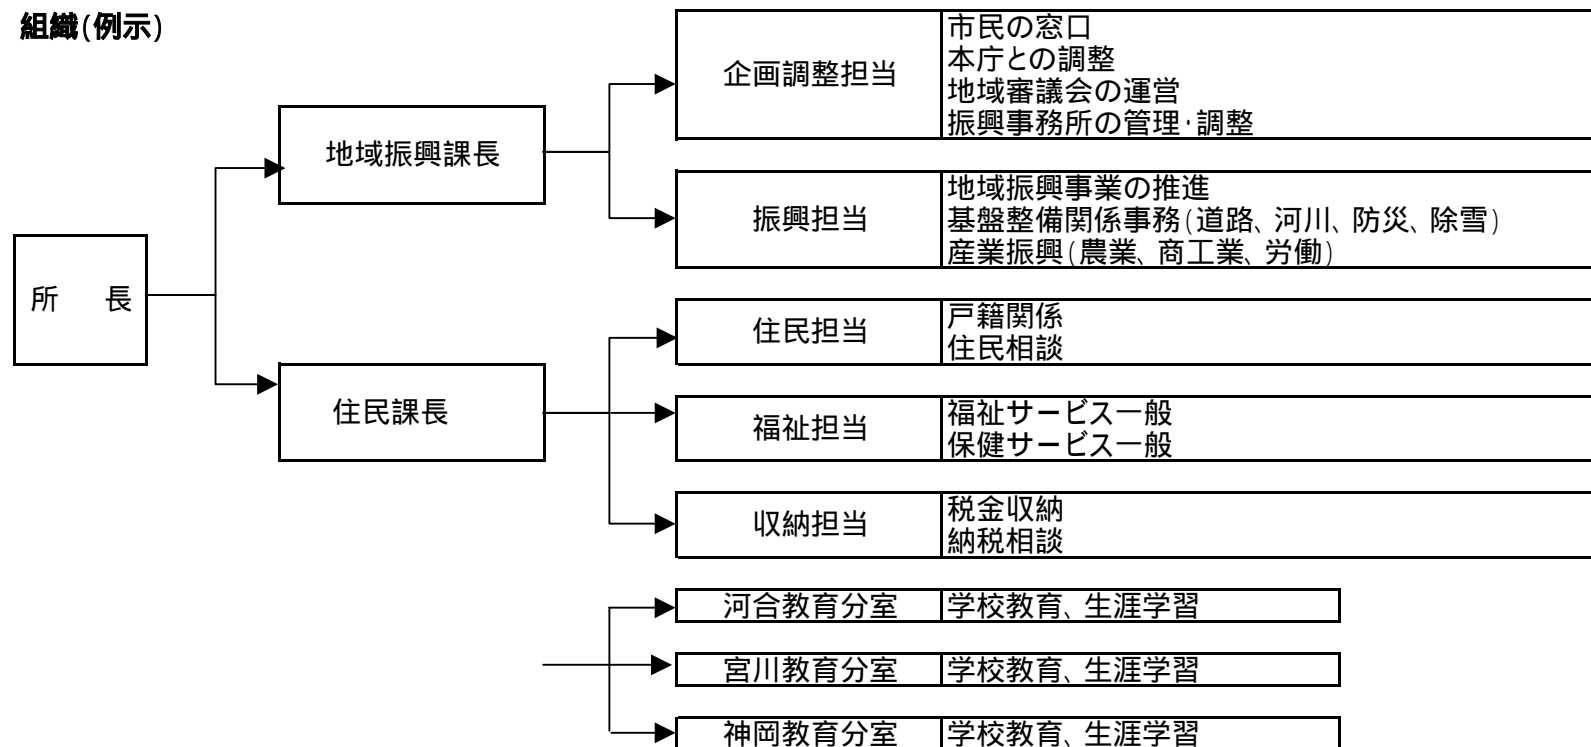 組織(例示)
企画調整担当
市民の窓口
本庁との調整
地域審議会の運営
振興事務所の管理・調整
地域振興課長
振興担当
地域振興事業の推進
基盤整備関係事務(道路、河川、防災、除雪)
産業振興(農業、商工業、労働)
所　長
住民担当
戸籍関係
住民相談
住民課長
福祉担当
福祉サービス一般
保健サービス一般
収納担当
税金収納
納税相談
河合教育分室 学校教育、生涯学習
宮川教育分室 学校教育、生涯学習
神岡教育分室 学校教育、生涯学習